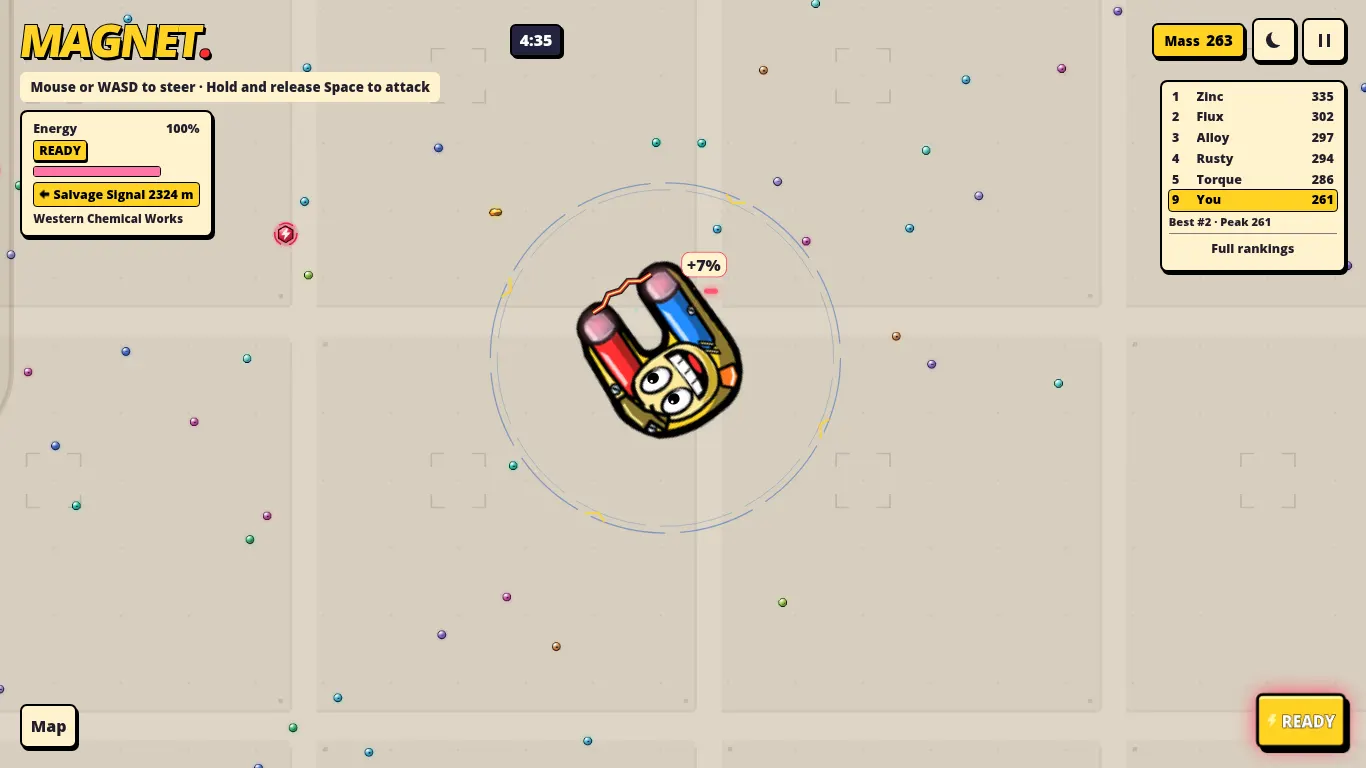 MAGNET.
4:35
Mass 263
Mouse or WASD to steer · Hold and release Space to attack
Energy 100%
READY
Salvage Signal 2324 m
Western Chemical Works
1 Zinc 335
2 Flux 302
3 Alloy 297
4 Rusty 294
5 Torque 286
9 You 261
Best #2 · Peak 261
Full rankings
+7%
Map
READY